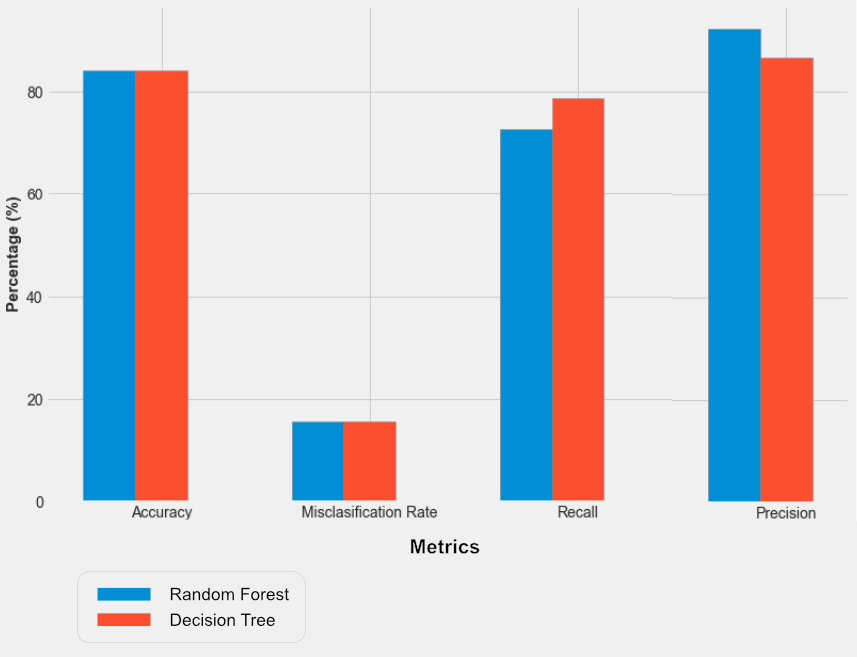 80
60
40
20
0
Percentage (%)
Accuracy
Misclasification Rate
Recall
Precision
Metrics
Random Forest
Decision Tree